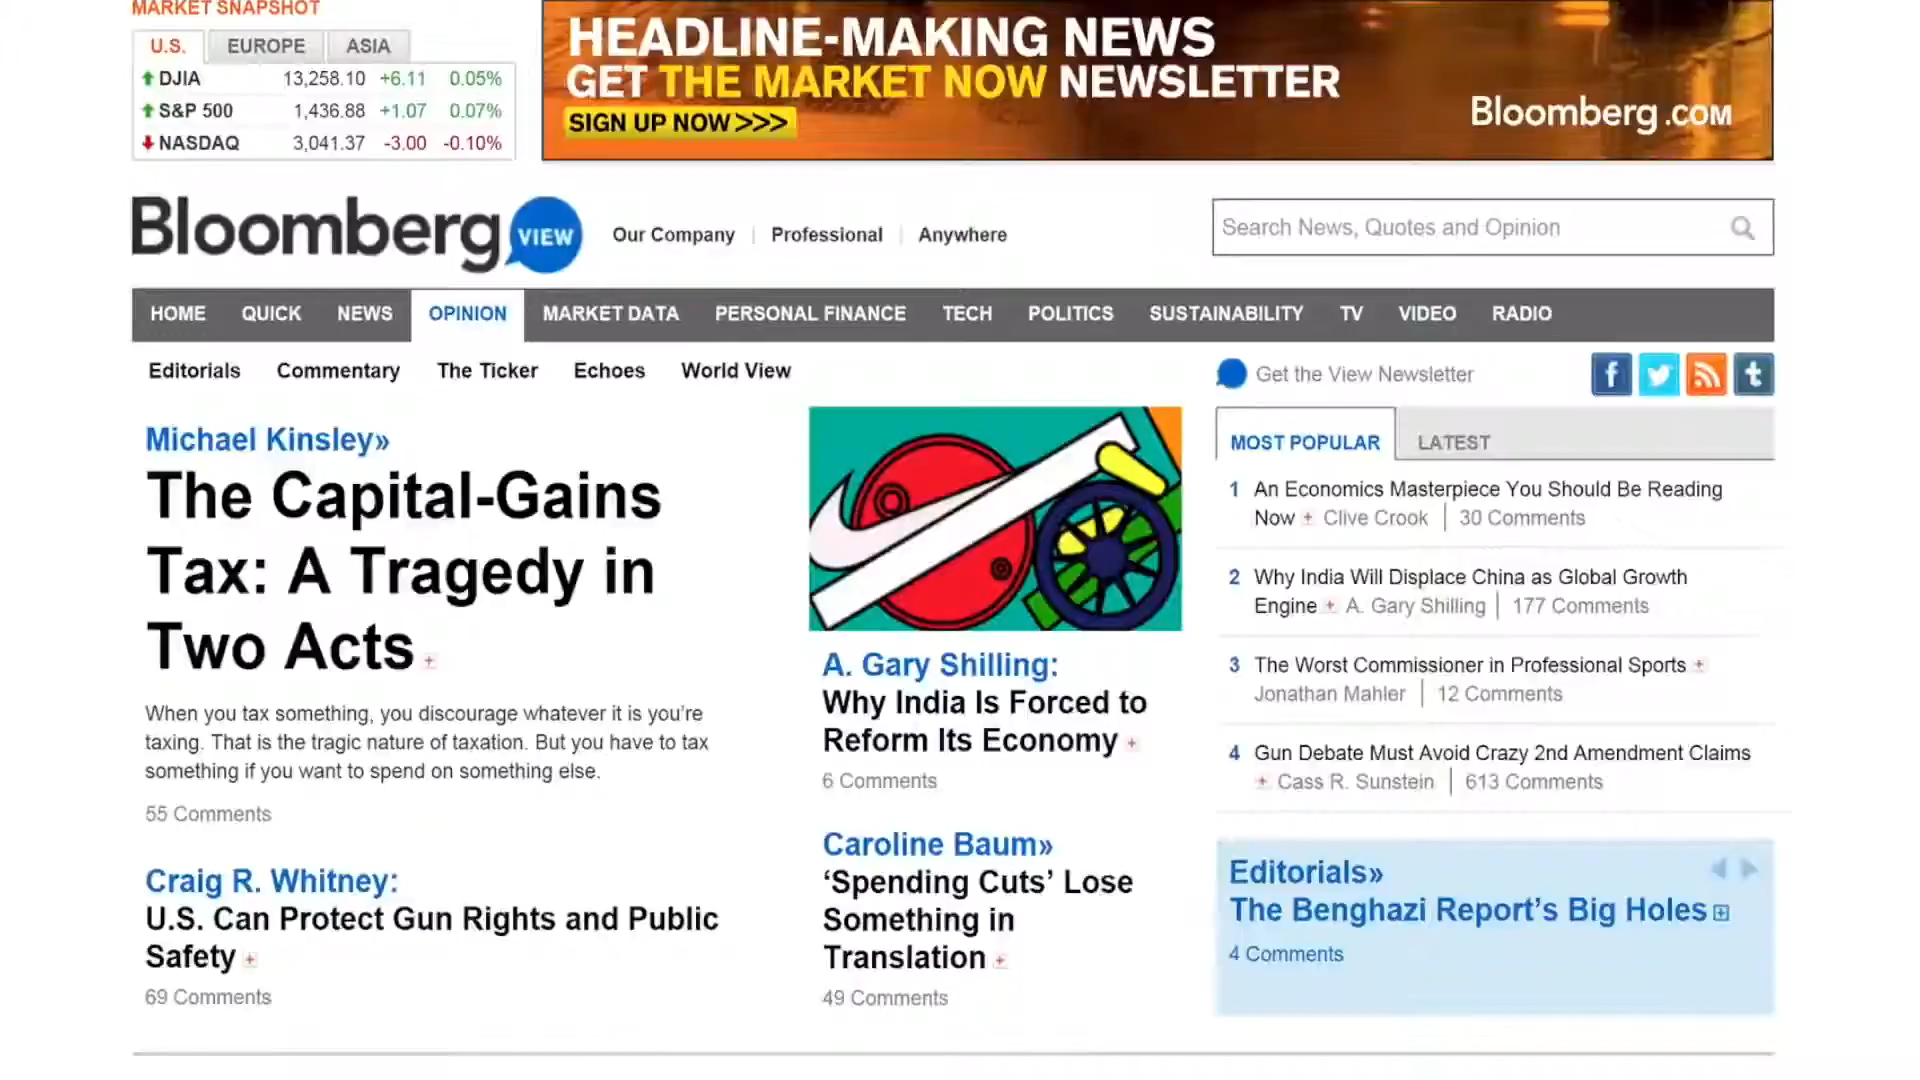 MARKET SNAPSHOT
U.S. EUROPE ASIA
DJIA 13,258.10 +6.11 0.05%
S&P 500 1,436.88 +1.07 0.07%
NASDAQ 3,041.37 -3.00 -0.10%
HEADLINE-MAKING NEWS
GET THE MARKET NOW NEWSLETTER
SIGN UP NOW >>>
Bloomberg.COM
Bloomberg VIEW
Our Company | Professional | Anywhere
Search News, Quotes and Opinion
HOME QUICK NEWS OPINION MARKET DATA PERSONAL FINANCE TECH POLITICS SUSTAINABILITY TV VIDEO RADIO
Editorials Commentary The Ticker Echoes World View
Get the View Newsletter
f t
Michael Kinsley»
The Capital-Gains
Tax: A Tragedy in
Two Acts +
When you tax something, you discourage whatever it is you're
taxing. That is the tragic nature of taxation. But you have to tax
something if you want to spend on something else.
55 Comments
Craig R. Whitney:
U.S. Can Protect Gun Rights and Public
Safety +
69 Comments
A. Gary Shilling:
Why India Is Forced to
Reform Its Economy +
6 Comments
Caroline Baum»
‘Spending Cuts’ Lose
Something in
Translation +
49 Comments
MOST POPULAR LATEST
1 An Economics Masterpiece You Should Be Reading
Now + Clive Crook | 30 Comments
2 Why India Will Displace China as Global Growth
Engine + A. Gary Shilling | 177 Comments
3 The Worst Commissioner in Professional Sports +
Jonathan Mahler | 12 Comments
4 Gun Debate Must Avoid Crazy 2nd Amendment Claims
+ Cass R. Sunstein | 613 Comments
Editorials»
The Benghazi Report’s Big Holes +
4 Comments